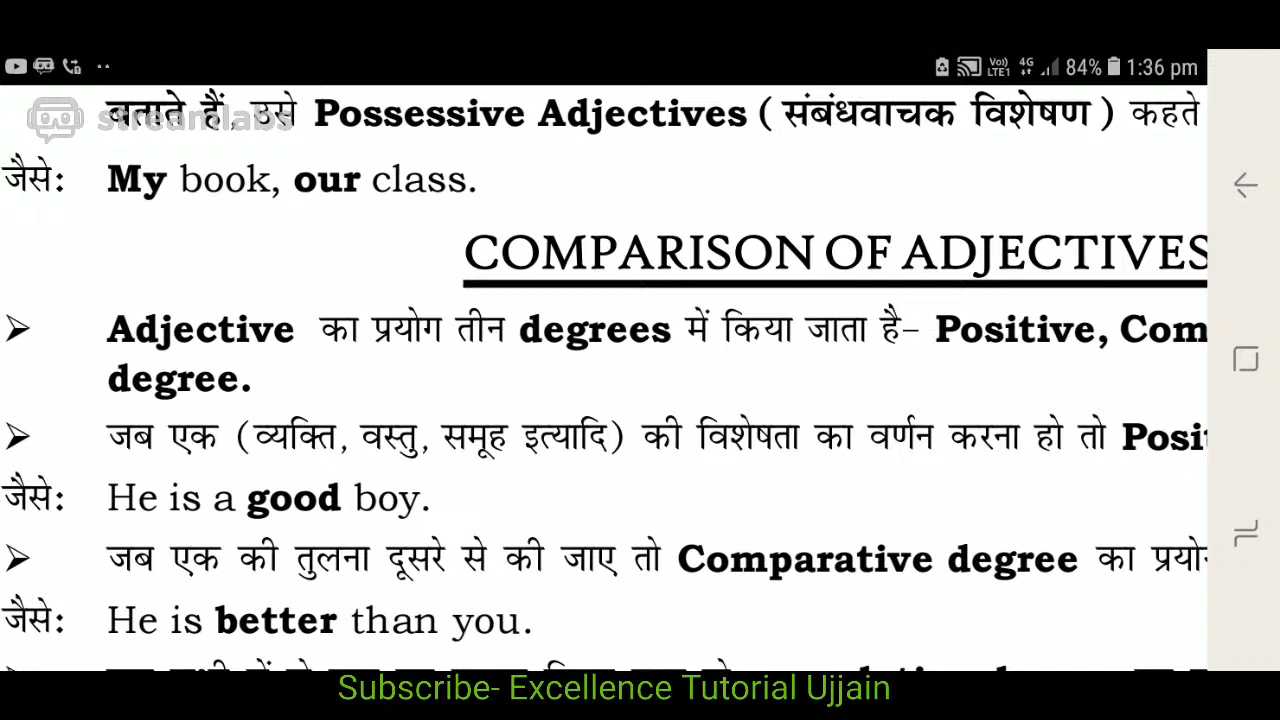 84% 1:36 pm
streamlabs
बताते हैं, उसे Possessive Adjectives ( संबंधवाचक विशेषण ) कहते
जैसे: My book, our class.
COMPARISON OF ADJECTIVES
➢ Adjective का प्रयोग तीन degrees में किया जाता है– Positive, Com
degree.
➢ जब एक (व्यक्ति, वस्तु, समूह इत्यादि) की विशेषता का वर्णन करना हो तो Posit
जैसे: He is a good boy.
➢ जब एक की तुलना दूसरे से की जाए तो Comparative degree का प्रयो
जैसे: He is better than you.
Subscribe- Excellence Tutorial Ujjain